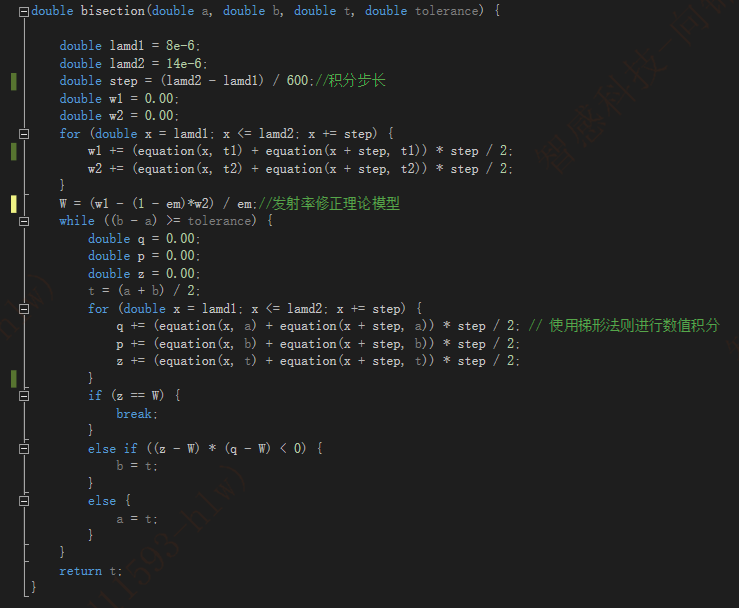 double bisection(double a, double b, double t, double tolerance) {
double lamd1 = 8e-6;
double lamd2 = 14e-6;
double step = (lamd2 - lamd1) / 600;//积分步长
double w1 = 0.00;
double w2 = 0.00;
for (double x = lamd1; x <= lamd2; x += step) {
w1 += (equation(x, t1) + equation(x + step, t1)) * step / 2;
w2 += (equation(x, t2) + equation(x + step, t2)) * step / 2;
}
W = (w1 - (1 - em)*w2) / em;//发射率修正理论模型
while ((b - a) >= tolerance) {
double q = 0.00;
double p = 0.00;
double z = 0.00;
t = (a + b) / 2;
for (double x = lamd1; x <= lamd2; x += step) {
q += (equation(x, a) + equation(x + step, a)) * step / 2; // 使用梯形法则进行数值积分
p += (equation(x, b) + equation(x + step, b)) * step / 2;
z += (equation(x, t) + equation(x + step, t)) * step / 2;
}
if (z == W) {
break;
}
else if ((z - W) * (q - W) < 0) {
b = t;
}
else {
a = t;
}
}
return t;
}